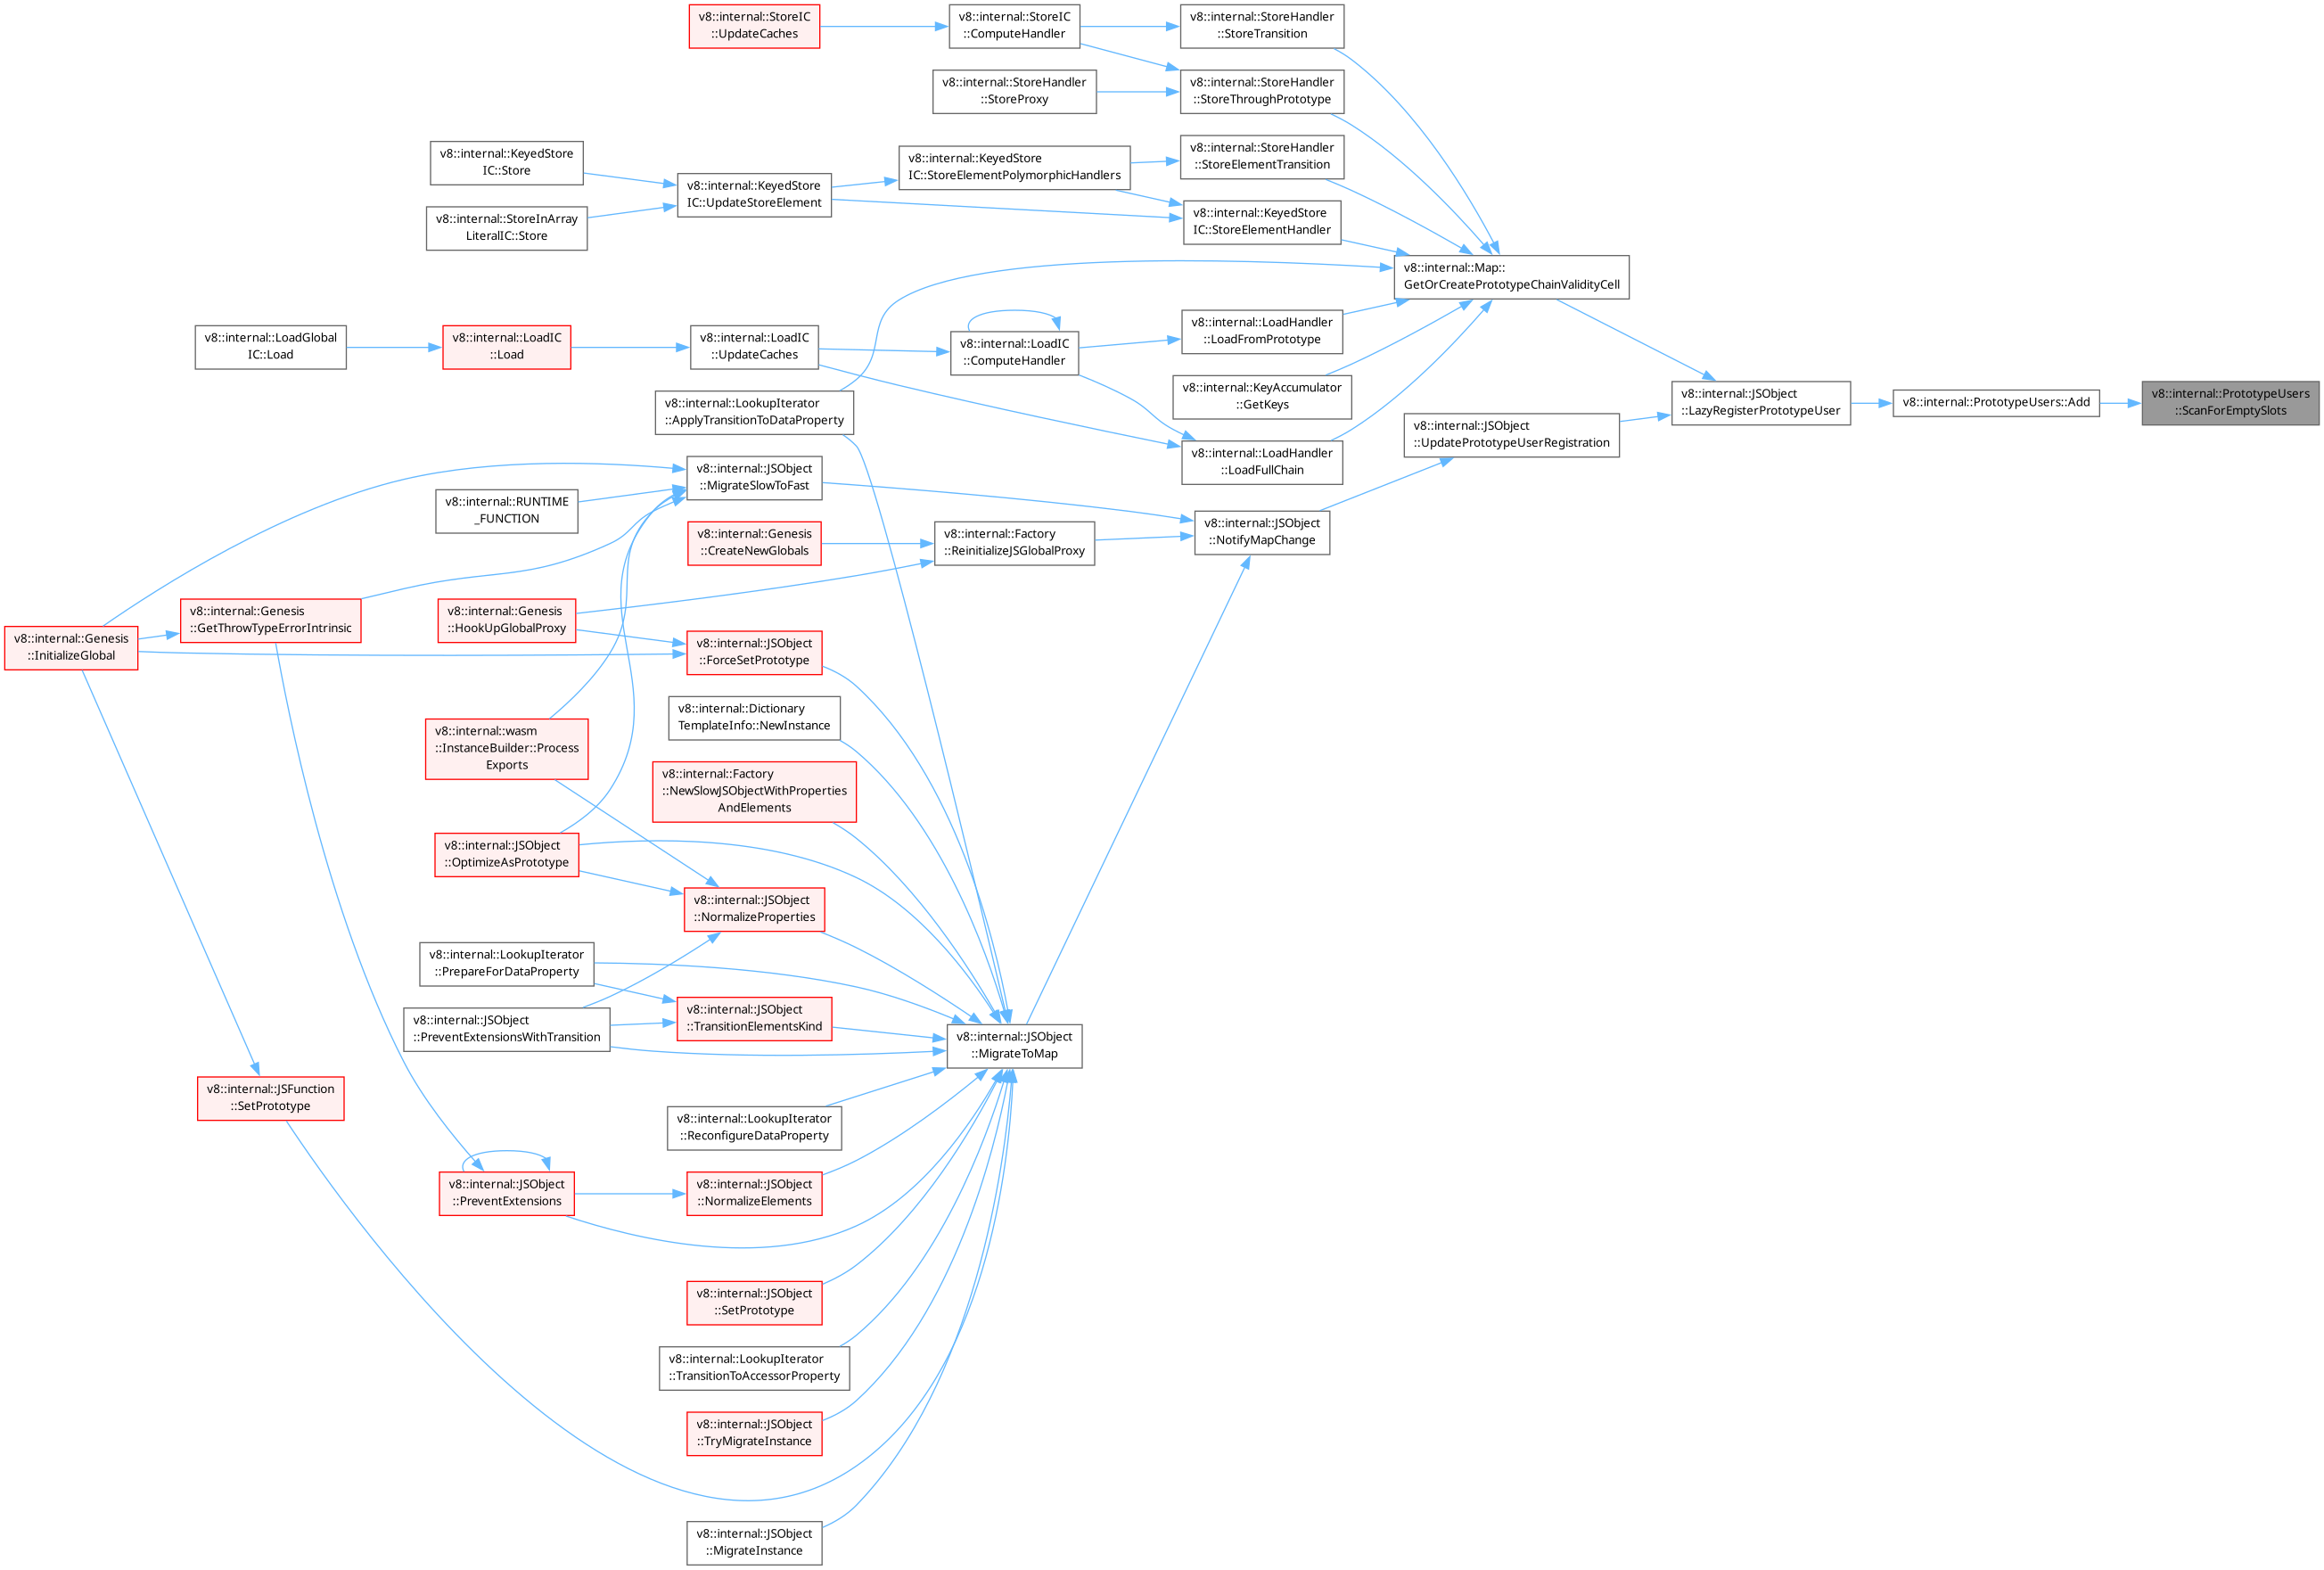 v8::internal::StoreIC
::UpdateCaches
v8::internal::StoreIC
::ComputeHandler
v8::internal::StoreHandler
::StoreTransition
v8::internal::StoreHandler
::StoreProxy
v8::internal::StoreHandler
::StoreThroughPrototype
v8::internal::KeyedStore
IC::Store
v8::internal::KeyedStore
IC::StoreElementPolymorphicHandlers
v8::internal::StoreHandler
::StoreElementTransition
v8::internal::KeyedStore
IC::UpdateStoreElement
v8::internal::StoreInArray
LiteralIC::Store
v8::internal::KeyedStore
IC::StoreElementHandler
v8::internal::Map::
GetOrCreatePrototypeChainValidityCell
v8::internal::LoadGlobal
IC::Load
v8::internal::LoadIC
::Load
v8::internal::LoadIC
::UpdateCaches
v8::internal::LoadIC
::ComputeHandler
v8::internal::LoadHandler
::LoadFromPrototype
v8::internal::LookupIterator
::ApplyTransitionToDataProperty
v8::internal::KeyAccumulator
::GetKeys
v8::internal::JSObject
::LazyRegisterPrototypeUser
v8::internal::PrototypeUsers::Add
v8::internal::PrototypeUsers
::ScanForEmptySlots
v8::internal::JSObject
::UpdatePrototypeUserRegistration
v8::internal::LoadHandler
::LoadFullChain
v8::internal::JSObject
::MigrateSlowToFast
v8::internal::RUNTIME
_FUNCTION
v8::internal::Genesis
::CreateNewGlobals
v8::internal::Factory
::ReinitializeJSGlobalProxy
v8::internal::JSObject
::NotifyMapChange
v8::internal::Genesis
::InitializeGlobal
v8::internal::Genesis
::GetThrowTypeErrorIntrinsic
v8::internal::Genesis
::HookUpGlobalProxy
v8::internal::JSObject
::ForceSetPrototype
v8::internal::Dictionary
TemplateInfo::NewInstance
v8::internal::wasm
::InstanceBuilder::Process
Exports
v8::internal::Factory
::NewSlowJSObjectWithProperties
AndElements
v8::internal::JSObject
::OptimizeAsPrototype
v8::internal::JSObject
::NormalizeProperties
v8::internal::LookupIterator
::PrepareForDataProperty
v8::internal::JSObject
::PreventExtensionsWithTransition
v8::internal::JSObject
::TransitionElementsKind
v8::internal::JSObject
::MigrateToMap
v8::internal::JSFunction
::SetPrototype
v8::internal::LookupIterator
::ReconfigureDataProperty
v8::internal::JSObject
::PreventExtensions
v8::internal::JSObject
::NormalizeElements
v8::internal::JSObject
::SetPrototype
v8::internal::LookupIterator
::TransitionToAccessorProperty
v8::internal::JSObject
::TryMigrateInstance
v8::internal::JSObject
::MigrateInstance